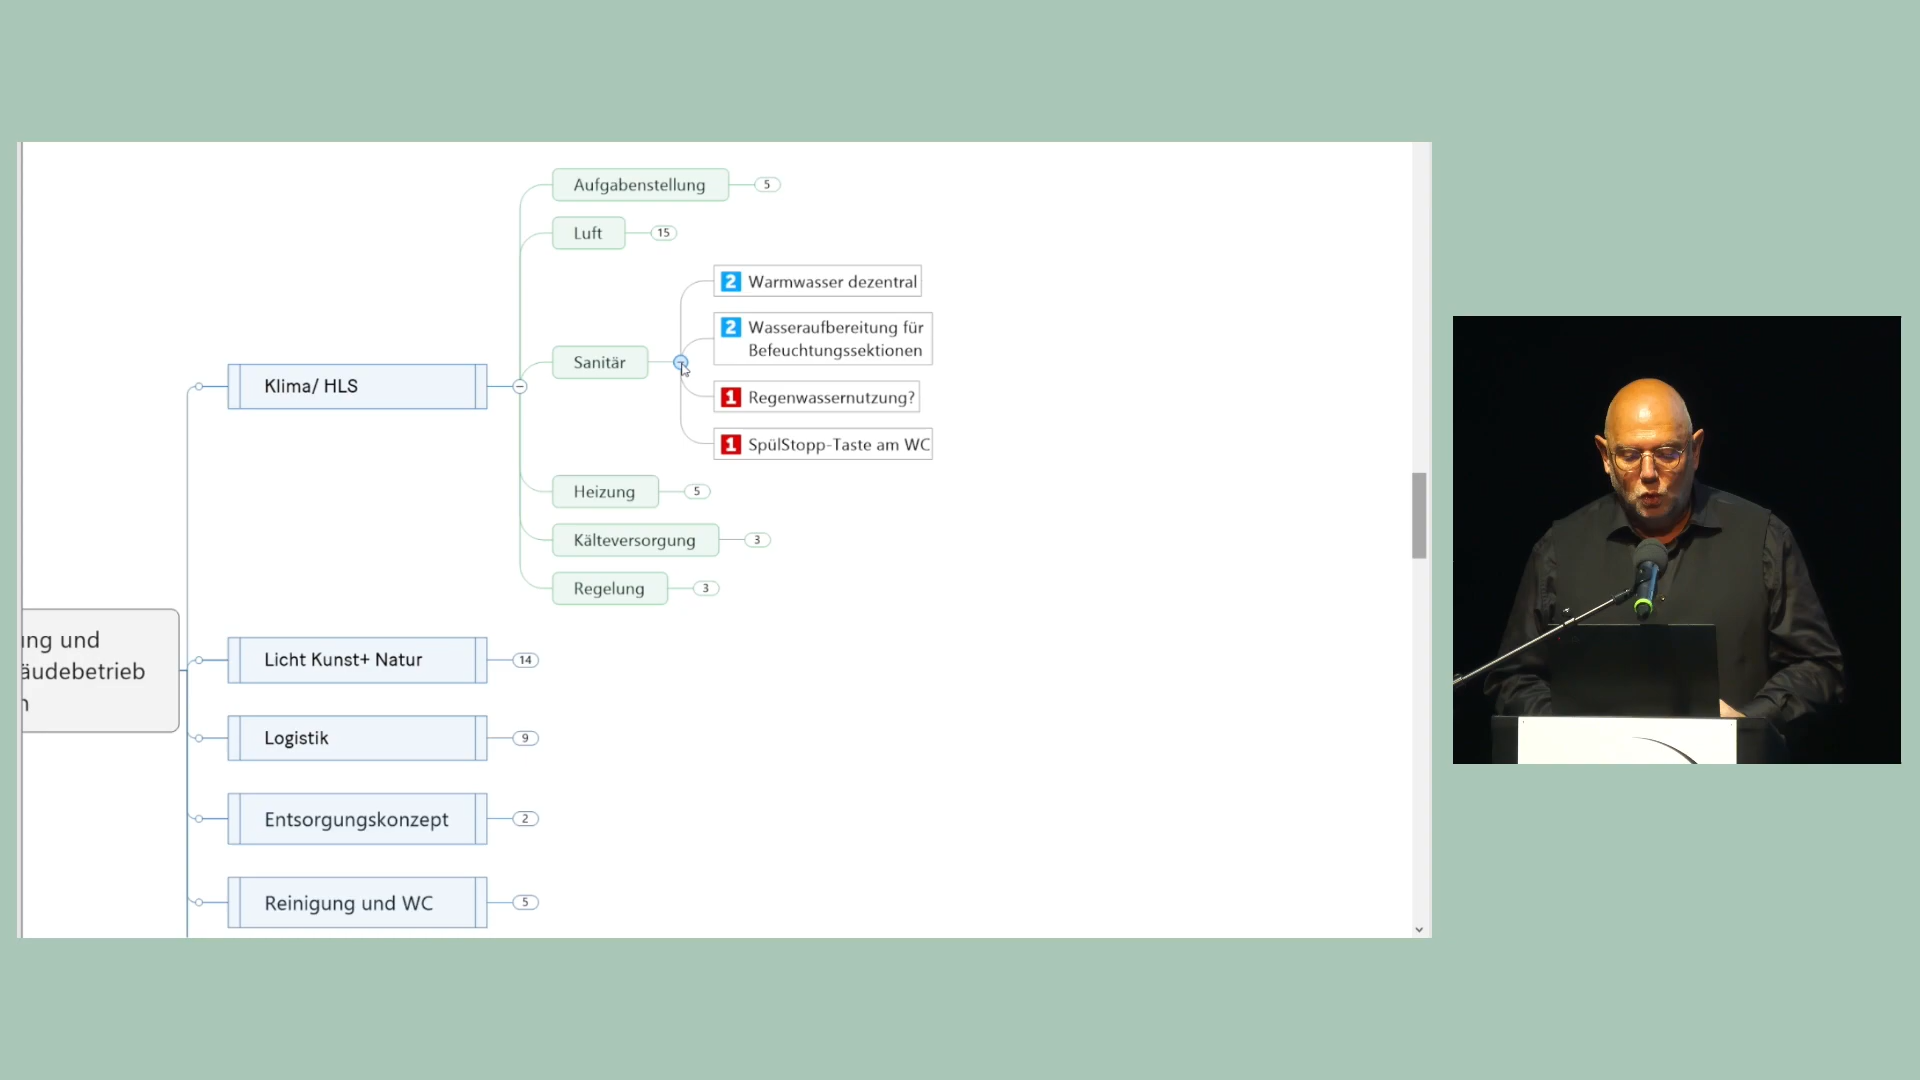 Aufgabenstellung 5
Luft 15
2 Warmwasser dezentral
2 Wasseraufbereitung für
Befeuchtungssektionen
Sanitär
Klima/ HLS
1 Regenwassernutzung?
1 SpülStopp-Taste am WC
Heizung 5
Kälteversorgung 3
Regelung 3
ung und
äudebetrieb
n
Licht Kunst+ Natur 14
Logistik 9
Entsorgungskonzept 2
Reinigung und WC 5